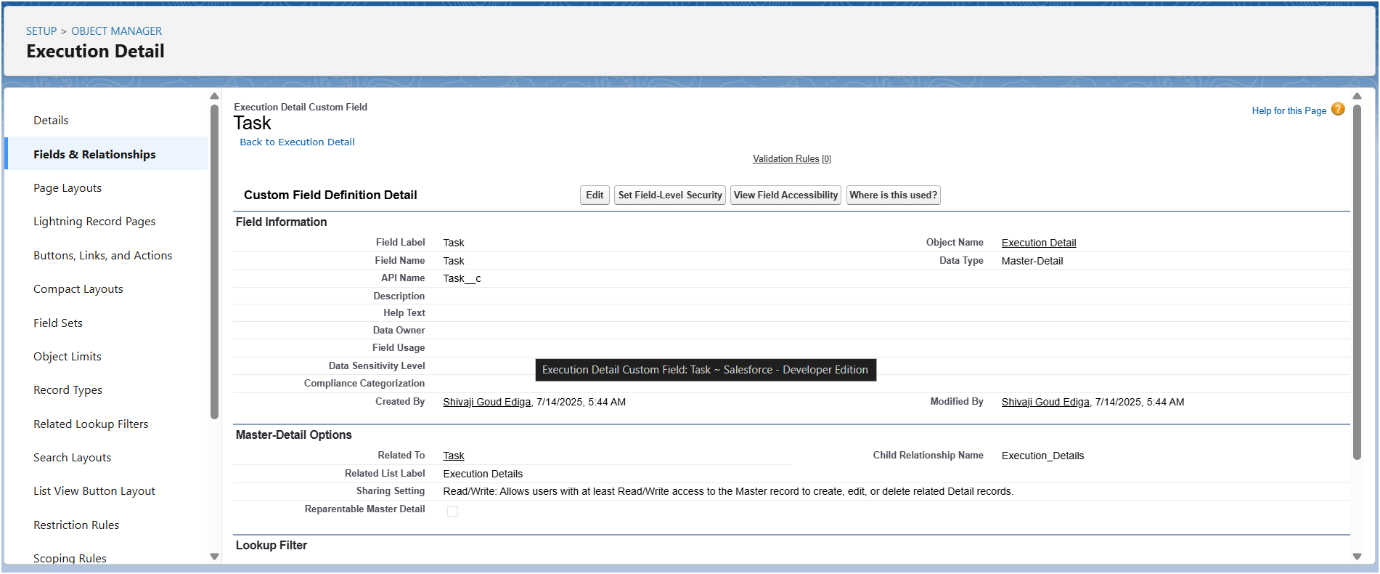 SETUP > OBJECT MANAGER
Execution Detail
Details
Fields & Relationships
Page Layouts
Lightning Record Pages
Buttons, Links, and Actions
Compact Layouts
Field Sets
Object Limits
Record Types
Related Lookup Filters
Search Layouts
List View Button Layout
Restriction Rules
Scoping Rules
Execution Detail Custom Field
Task
Back to Execution Detail
Help for this Page ?
Validation Rules [0]
Custom Field Definition Detail Edit Set Field-Level Security View Field Accessibility Where is this used?
Field Information
Field Label Task Object Name Execution Detail
Field Name Task Data Type Master-Detail
API Name Task__c
Description
Help Text
Data Owner
Field Usage
Data Sensitivity Level
Execution Detail Custom Field: Task ~ Salesforce - Developer Edition
Compliance Categorization
Created By Shivaji Goud Ediga, 7/14/2025, 5:44 AM Modified By Shivaji Goud Ediga, 7/14/2025, 5:44 AM
Master-Detail Options
Related To Task Child Relationship Name Execution_Details
Related List Label Execution Details
Sharing Setting Read/Write: Allows users with at least Read/Write access to the Master record to create, edit, or delete related Detail records.
Reparentable Master Detail
Lookup Filter